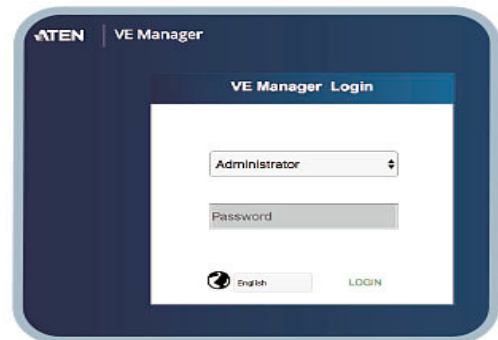 ATEN VE Manager
VE Manager Login
Administrator
Password
English LOGIN